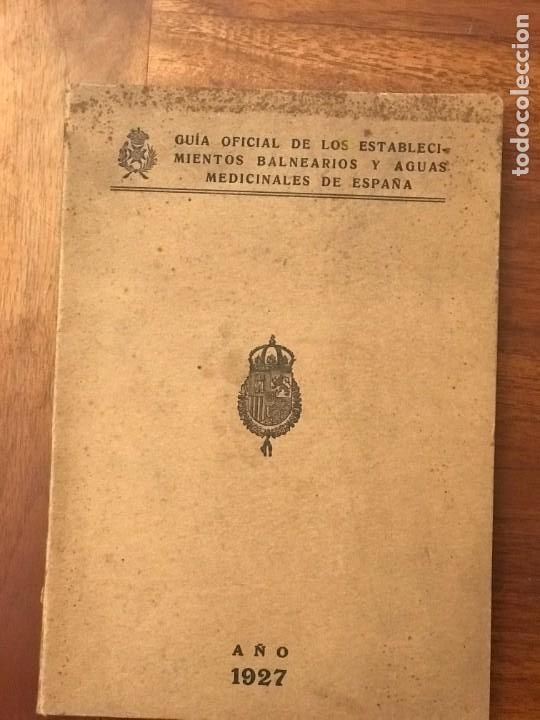 GUÍA OFICIAL DE LOS ESTABLECI-
MIENTOS BALNEARIOS Y AGUAS
MEDICINALES DE ESPAÑA
AÑO
1927
todocoleccion